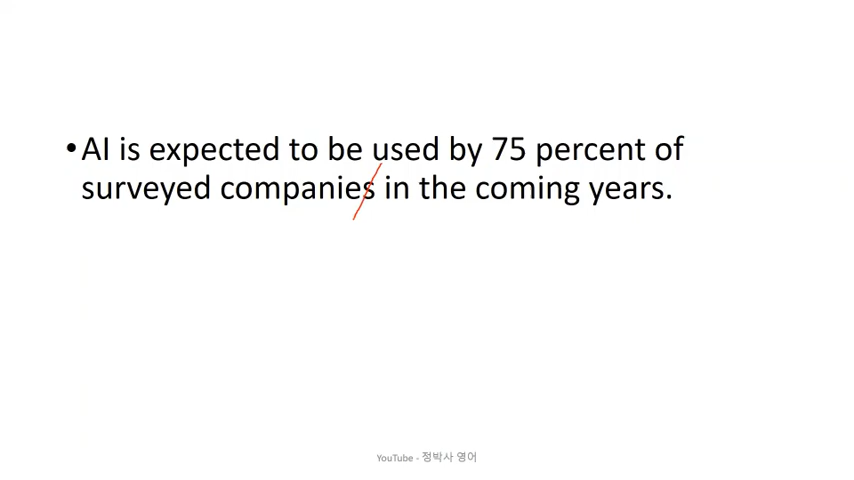 •AI is expected to be used by 75 percent of
surveyed companies in the coming years.
YouTube - 정박사 영어